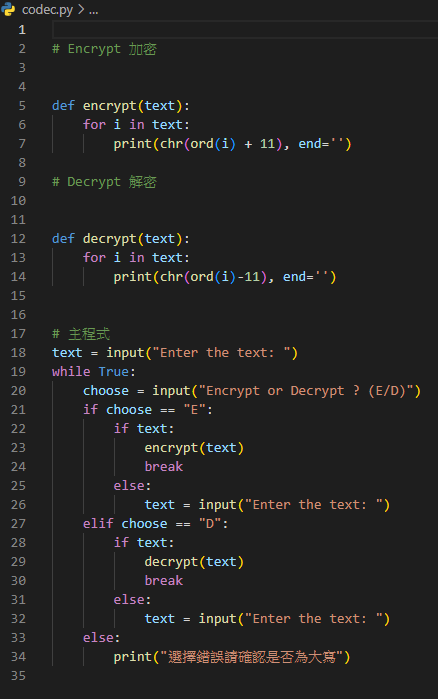 codec.py > ...
1
2 # Encrypt 加密
3
4
5 def encrypt(text):
6     for i in text:
7         print(chr(ord(i) + 11), end='')
8
9 # Decrypt 解密
10
11
12 def decrypt(text):
13     for i in text:
14         print(chr(ord(i)-11), end='')
15
16
17 # 主程式
18 text = input("Enter the text: ")
19 while True:
20     choose = input("Encrypt or Decrypt ? (E/D)")
21     if choose == "E":
22         if text:
23             encrypt(text)
24             break
25         else:
26             text = input("Enter the text: ")
27     elif choose == "D":
28         if text:
29             decrypt(text)
30             break
31         else:
32             text = input("Enter the text: ")
33     else:
34         print("選擇錯誤請確認是否為大寫")
35